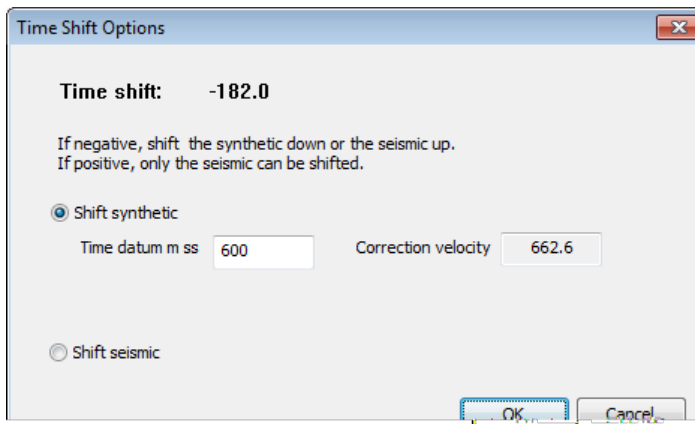 Time Shift Options
Time shift: -182.0
If negative, shift the synthetic down or the seismic up.
If positive, only the seismic can be shifted.
Shift synthetic
Time datum m ss 600 Correction velocity 662.6
Shift seismic
OK Cancel